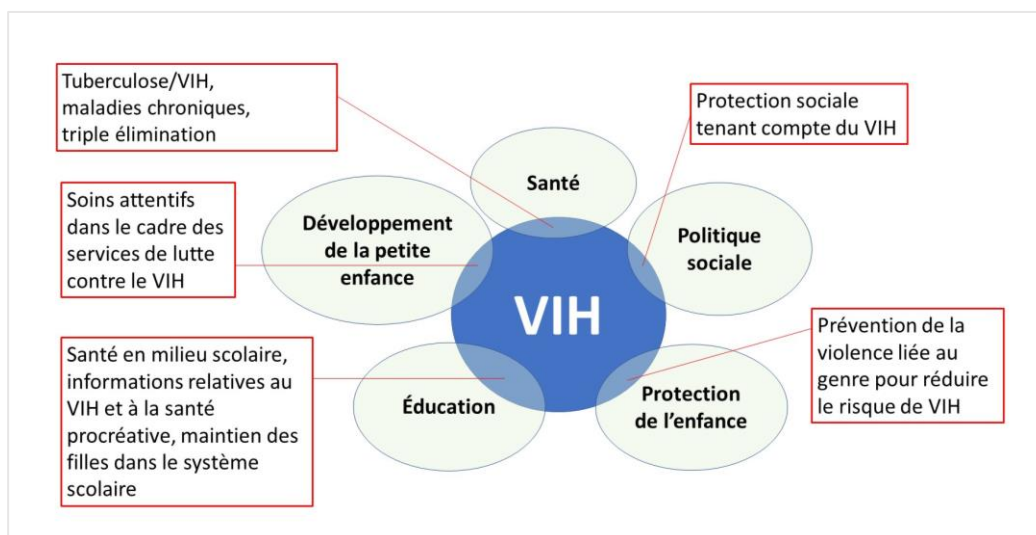 Tuberculose/VIH,
maladies chroniques,
triple élimination
Protection sociale
tenant compte du VIH
Santé
Soins attentifs
dans le cadre des
services de lutte
contre le VIH
Développement
de la petite
enfance
Politique
sociale
VIH
Santé en milieu scolaire,
informations relatives au
VIH et à la santé
procréative, maintien des
filles dans le système
scolaire
Éducation
Protection
de l’enfance
Prévention de la
violence liée au
genre pour réduire
le risque de VIH